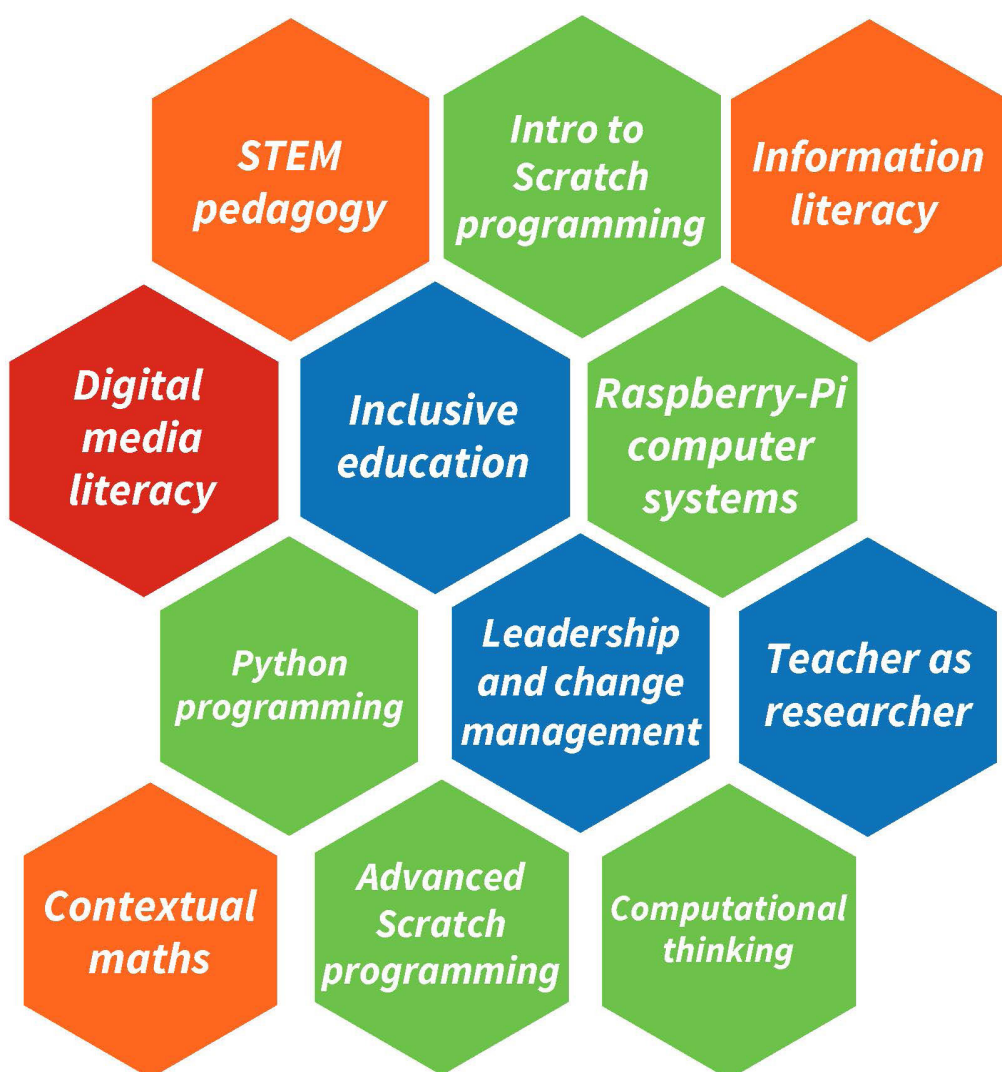 STEM
pedagogy
Intro to
Scratch
programming
Information
literacy
Digital
media
literacy
Inclusive
education
Raspberry-Pi
computer
systems
Python
programming
Leadership
and change
management
Teacher as
researcher
Contextual
maths
Advanced
Scratch
programming
Computational
thinking